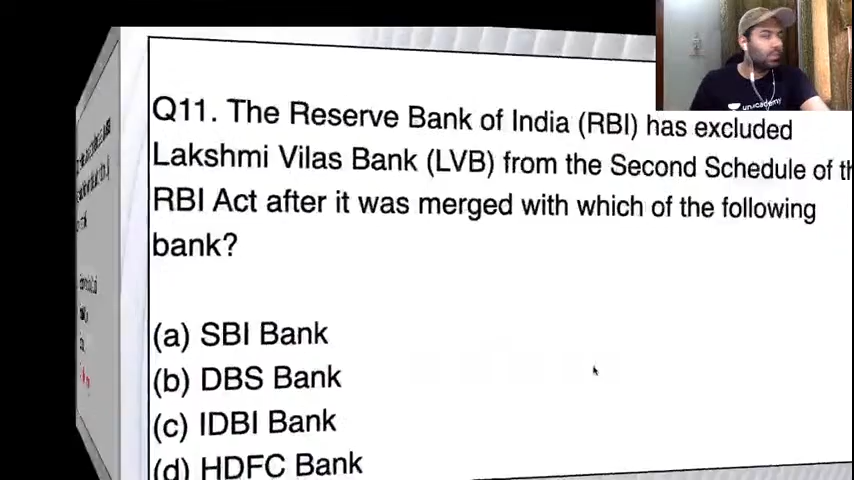 unacademy
Q11. The Reserve Bank of India (RBI) has excluded
Lakshmi Vilas Bank (LVB) from the Second Schedule of th
RBI Act after it was merged with which of the following
bank?
(a) SBI Bank
(b) DBS Bank
(c) IDBI Bank
(d) HDFC Bank